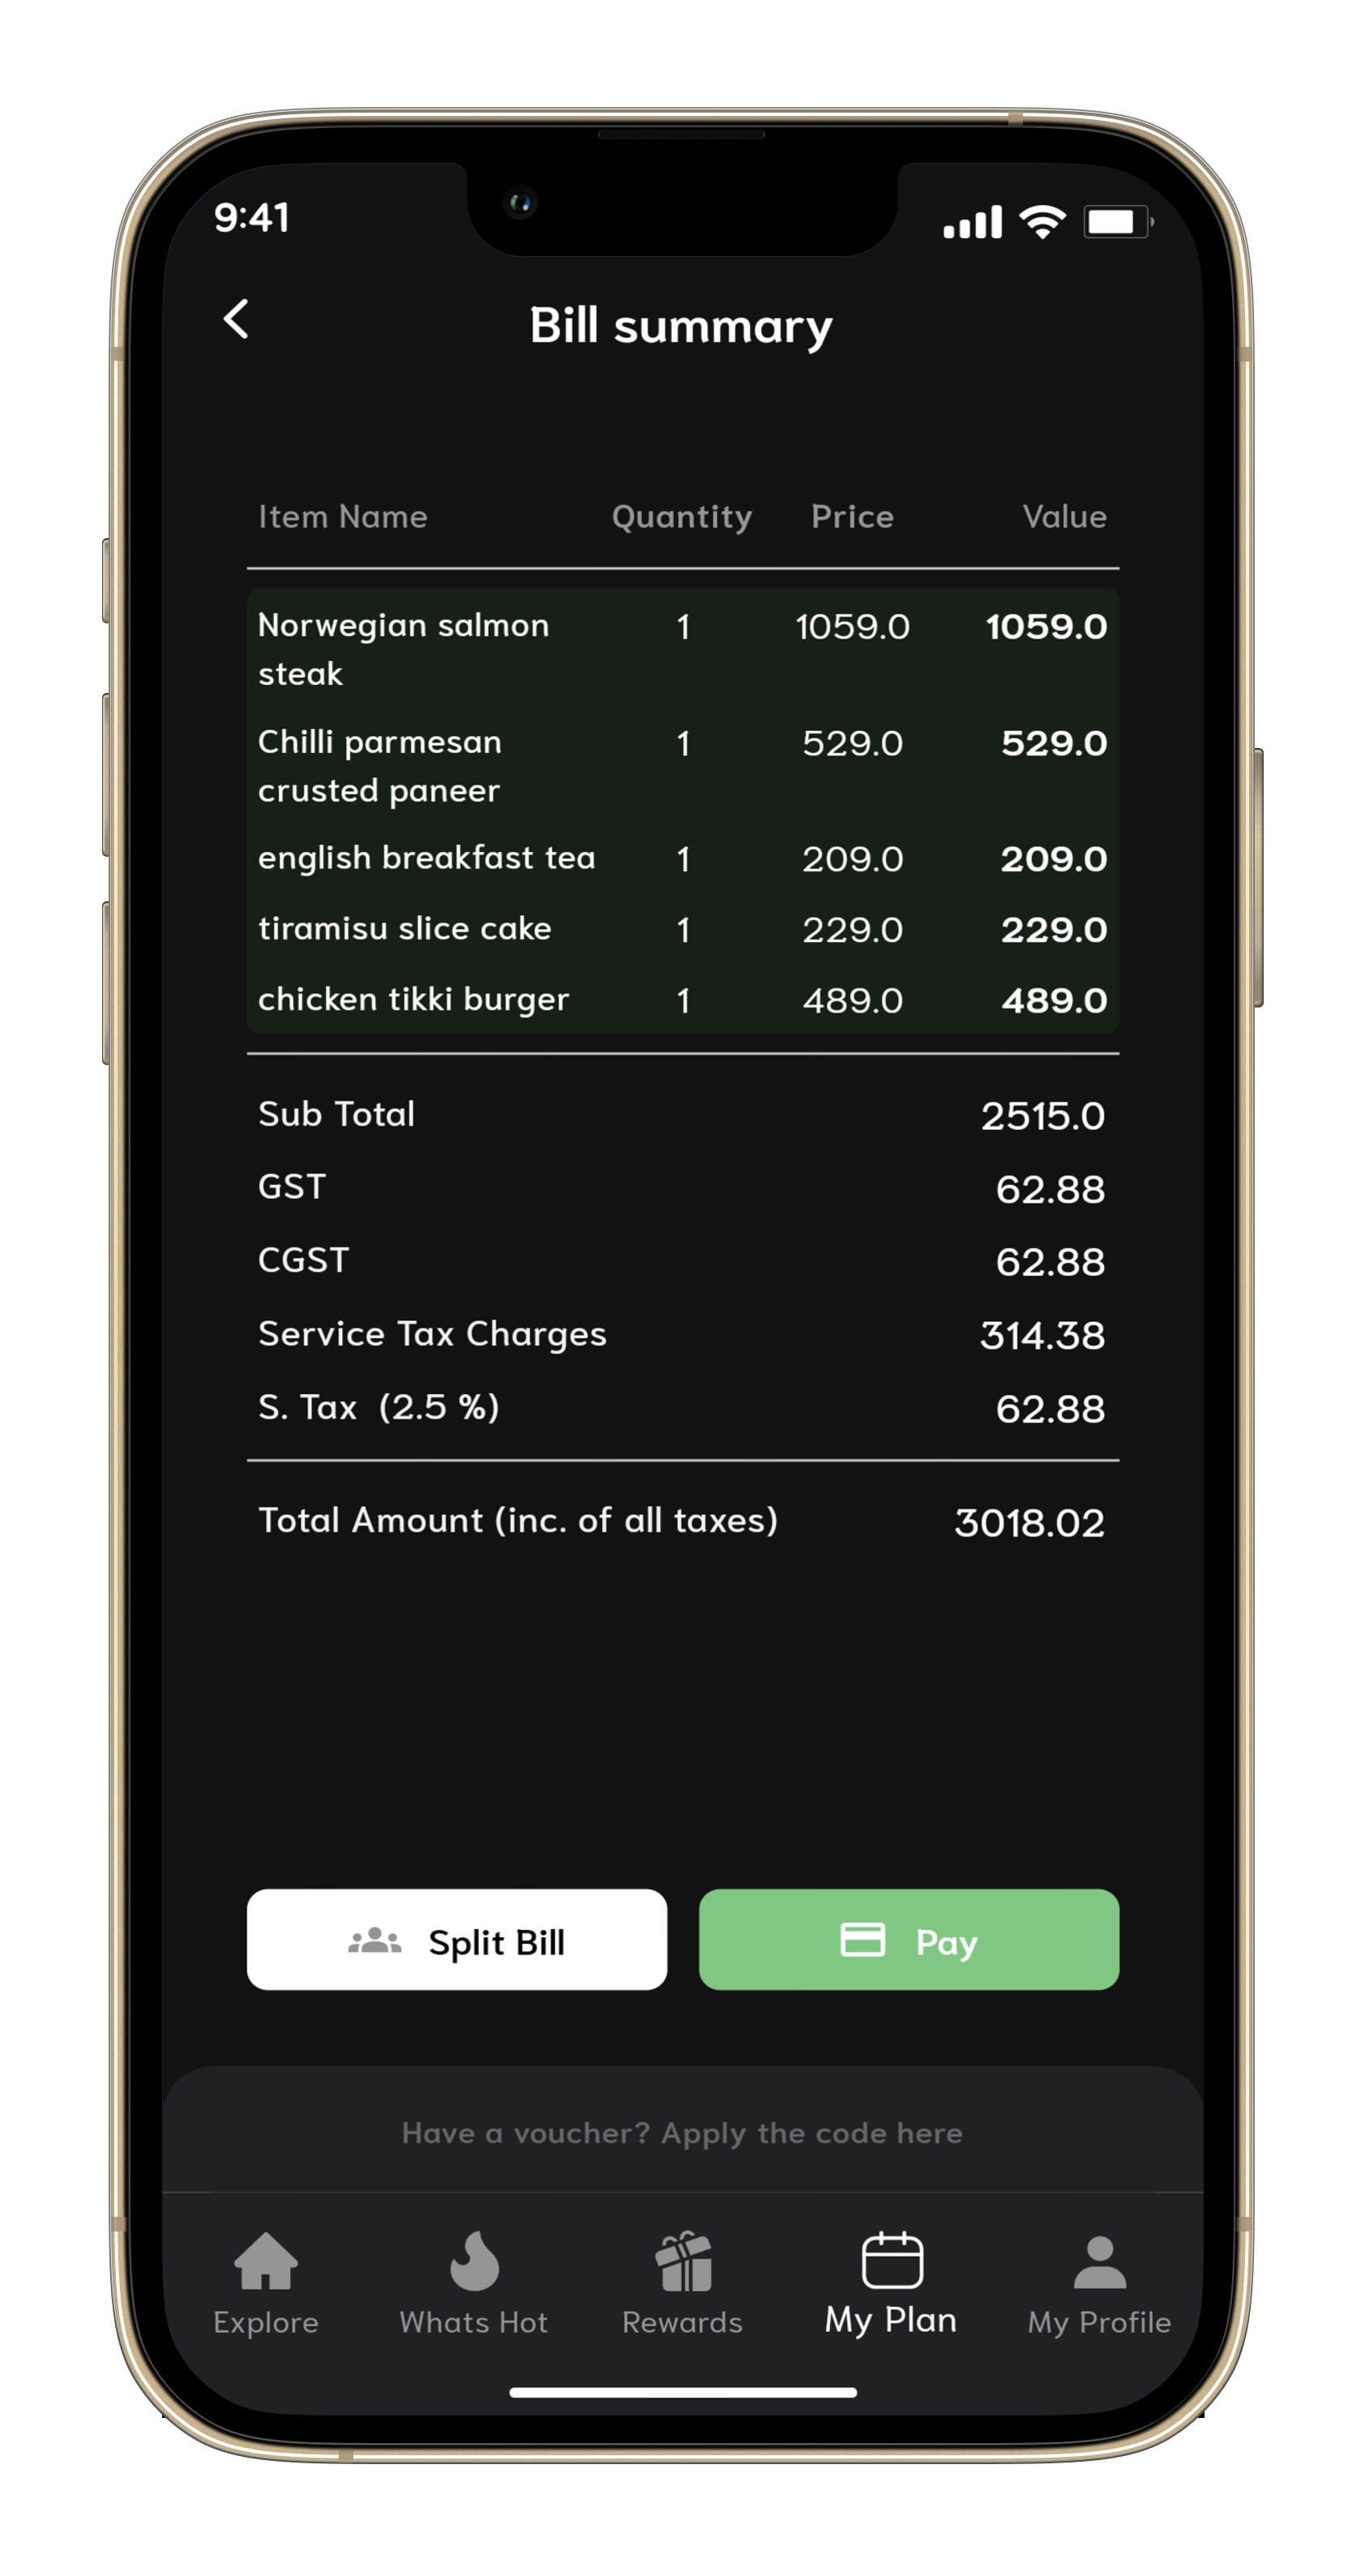 9:41
Bill summary
Item Name Quantity Price Value
Norwegian salmon 1 1059.0 1059.0
steak
Chilli parmesan 1 529.0 529.0
crusted paneer
english breakfast tea 1 209.0 209.0
tiramisu slice cake 1 229.0 229.0
chicken tikki burger 1 489.0 489.0
Sub Total 2515.0
GST 62.88
CGST 62.88
Service Tax Charges 314.38
S. Tax (2.5 %) 62.88
Total Amount (inc. of all taxes) 3018.02
Split Bill Pay
Have a voucher? Apply the code here
Explore Whats Hot Rewards My Plan My Profile